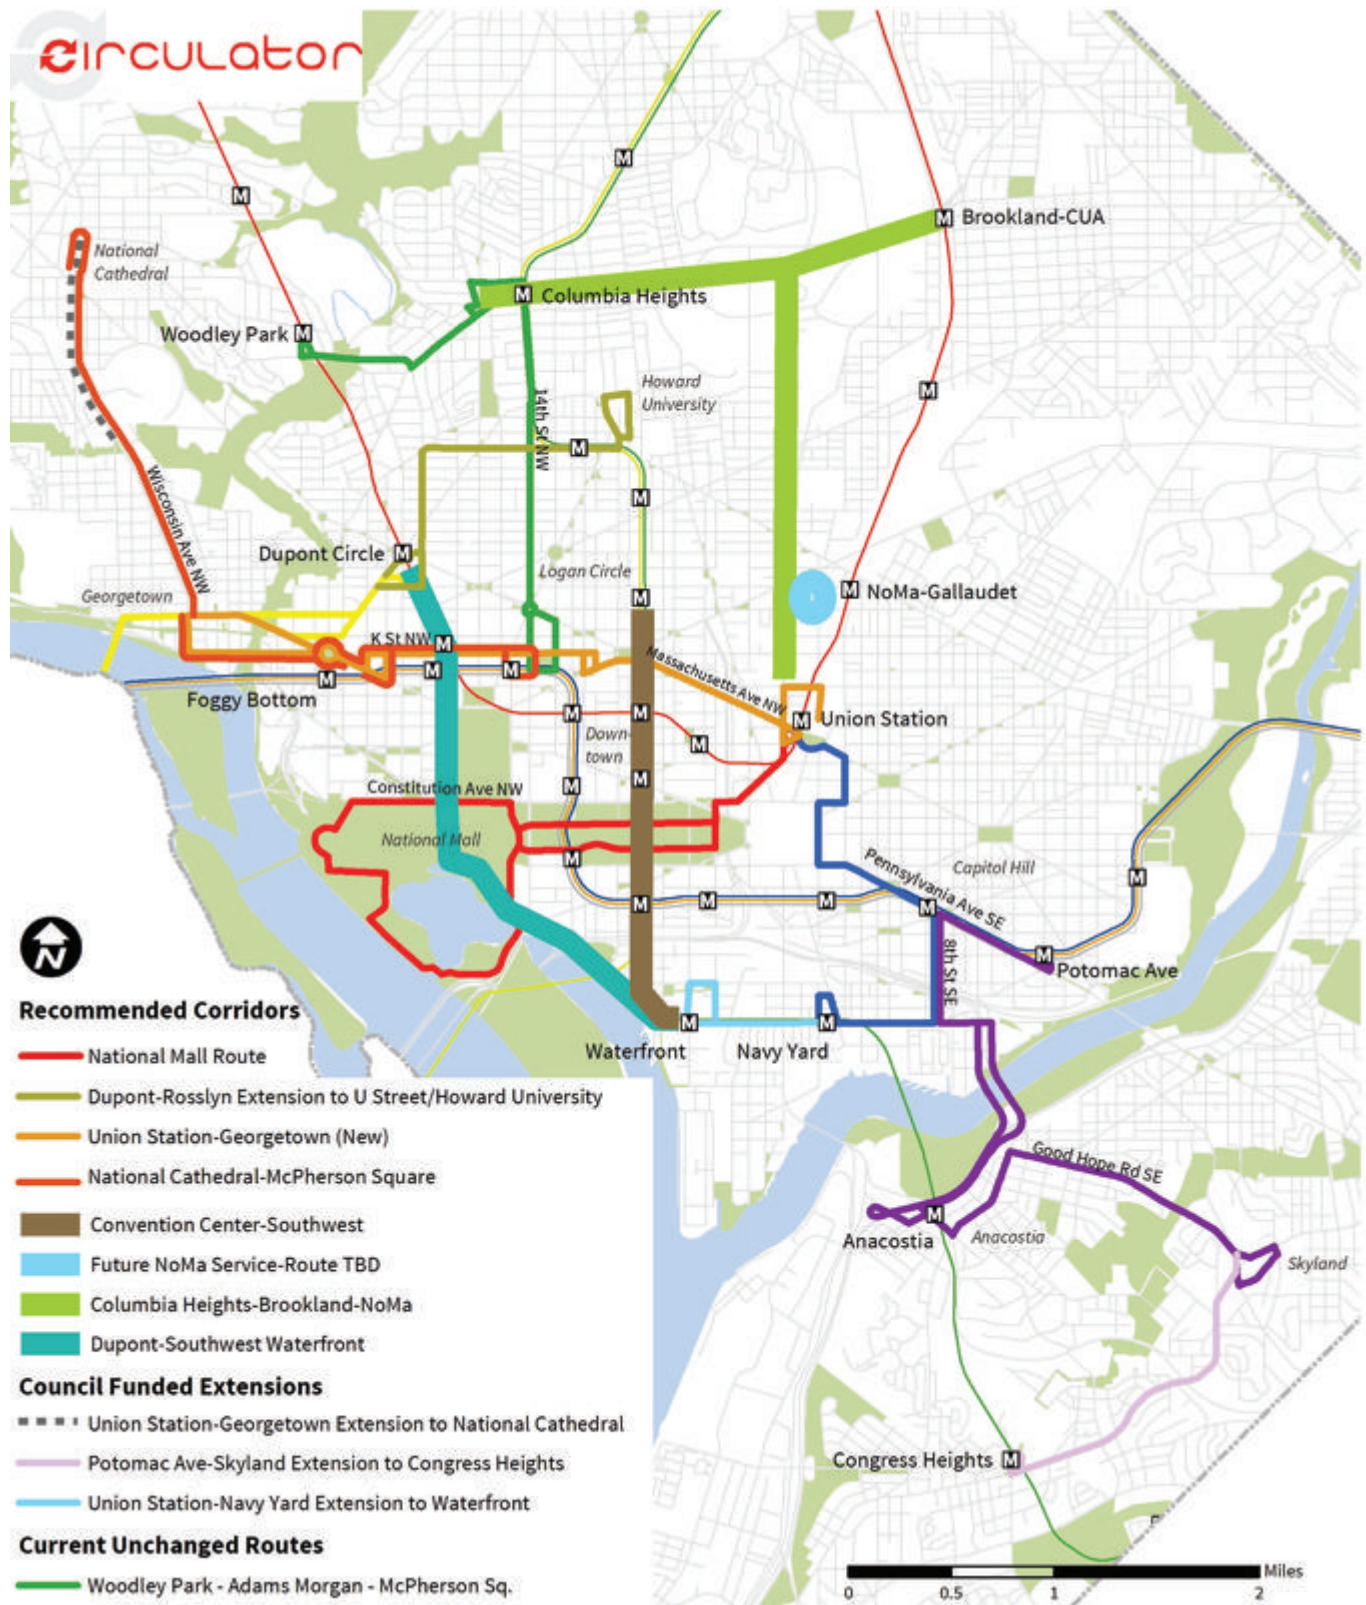 circulator
National
Cathedral
Brookland-CUA
Columbia Heights
Woodley Park
Howard
University
14th St NW
Wisconsin Ave NW
Dupont Circle
Logan Circle
Georgetown
NoMa-Gallaudet
K St NW
Massachusetts Ave NW
Foggy Bottom
Union Station
Down-
town
Constitution Ave NW
National Mall
Pennsylvania Ave SE
Capitol Hill
8th St SE
Potomac Ave
N
Waterfront
Navy Yard
Recommended Corridors
National Mall Route
Dupont-Rosslyn Extension to U Street/Howard University
Union Station-Georgetown (New)
National Cathedral-McPherson Square
Convention Center-Southwest
Future NoMa Service-Route TBD
Columbia Heights-Brookland-NoMa
Dupont-Southwest Waterfront
Council Funded Extensions
Union Station-Georgetown Extension to National Cathedral
Potomac Ave-Skyland Extension to Congress Heights
Union Station-Navy Yard Extension to Waterfront
Current Unchanged Routes
Woodley Park - Adams Morgan - McPherson Sq.
Good Hope Rd SE
Anacostia
Anacostia
Skyland
Congress Heights
Miles
0 0.5 1 2